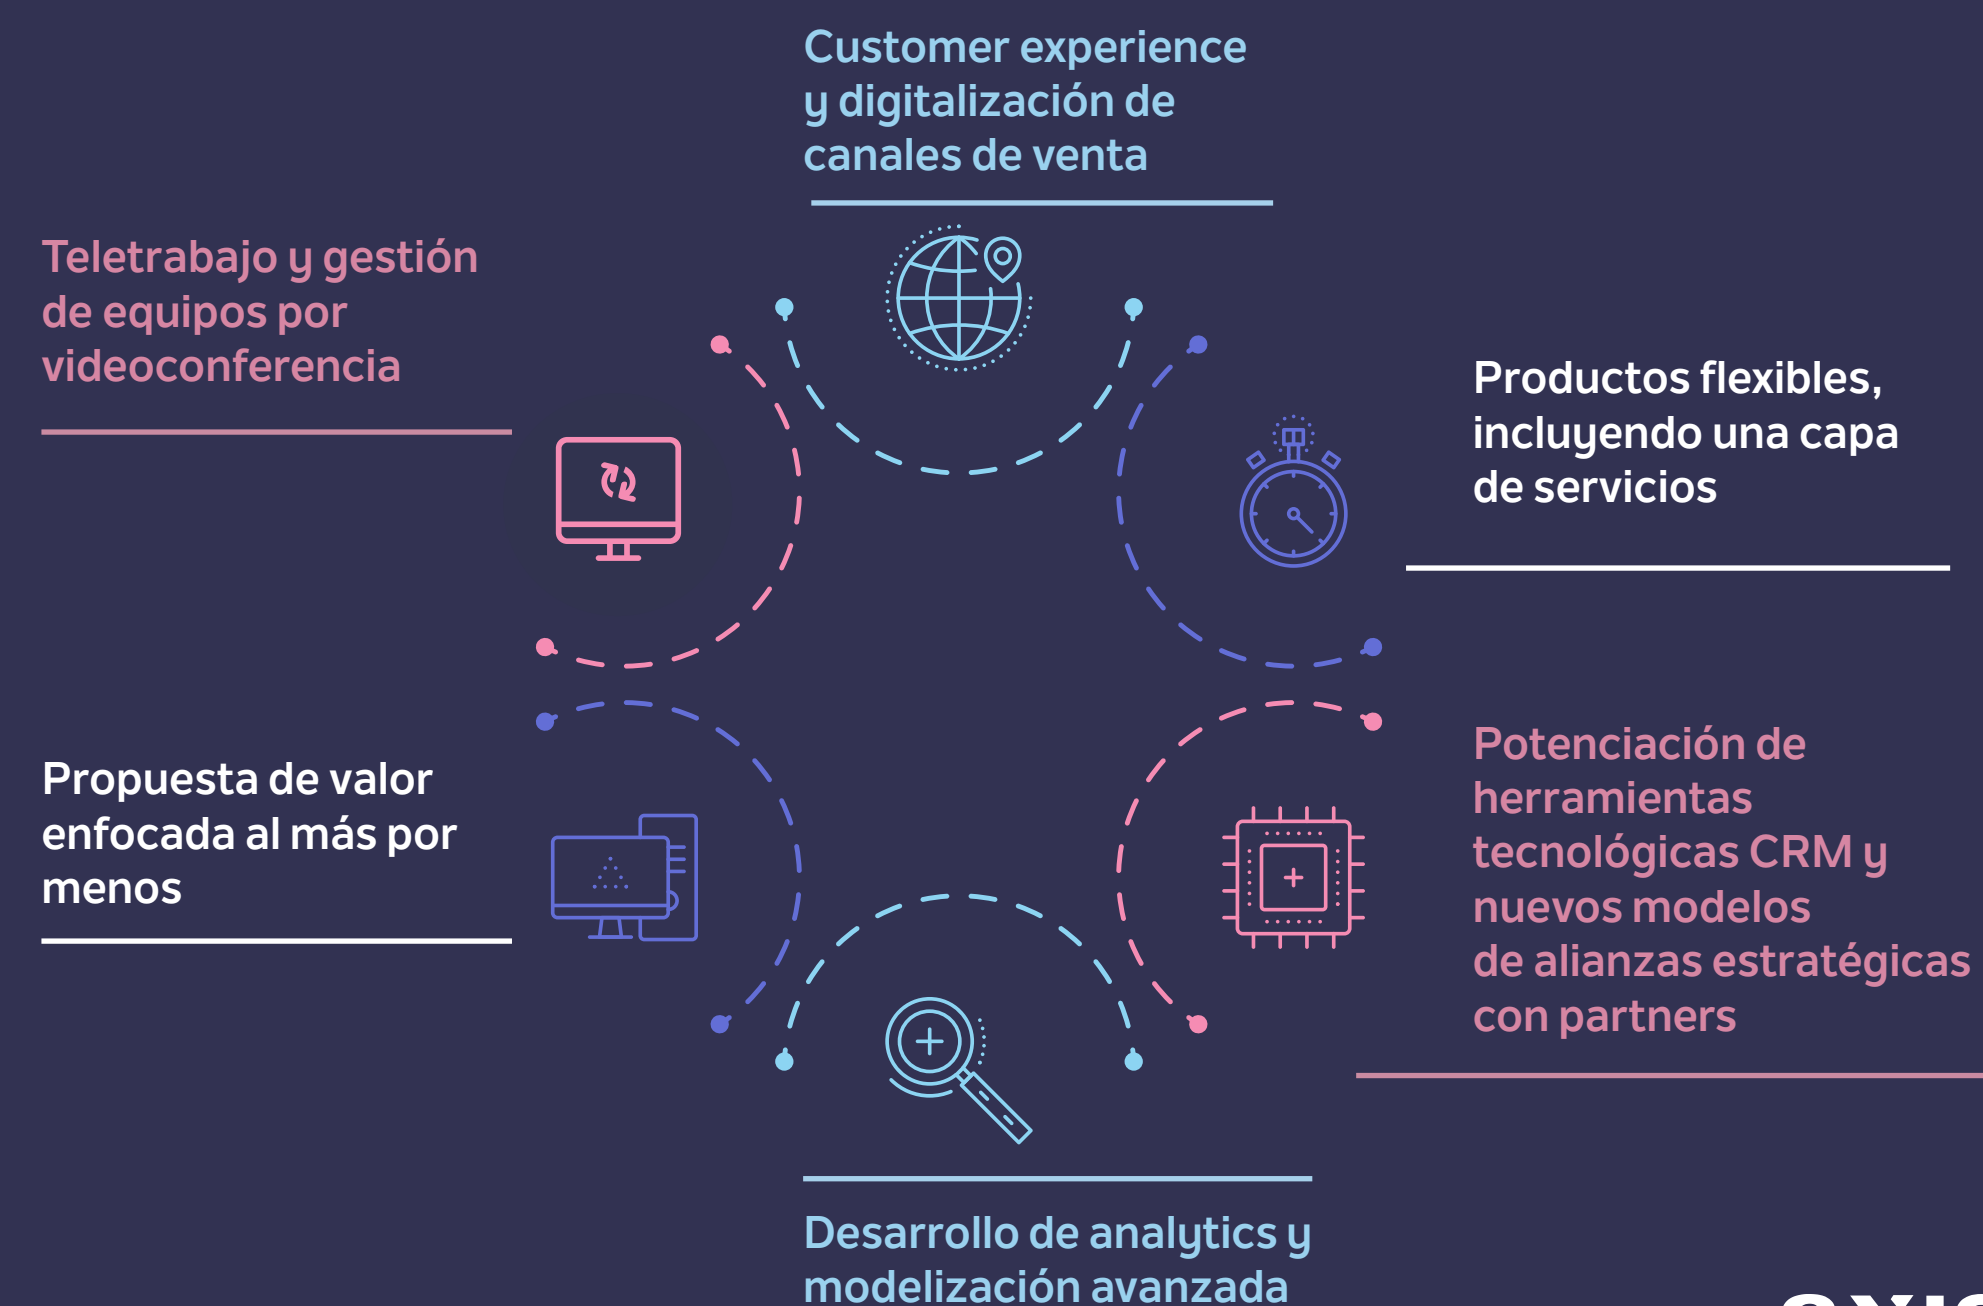 Customer experience
y digitalización de
canales de venta
Teletrabajo y gestión
de equipos por
videoconferencia
Productos flexibles,
incluyendo una capa
de servicios
Propuesta de valor
enfocada al más por
menos
Potenciación de
herramientas
tecnológicas CRM y
nuevos modelos
de alianzas estratégicas
con partners
Desarrollo de analytics y
modelización avanzada